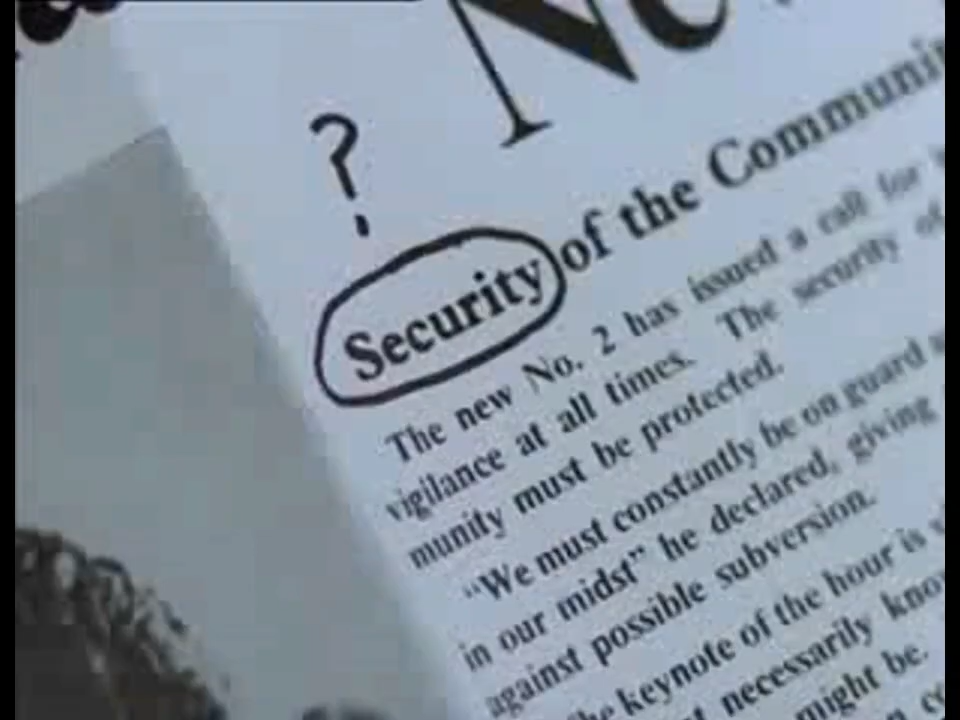 ?
Security of the
The new No. 2 has issued a call for
vigilance at all times. The security of
munity must be protected.
"We must constantly be on guard
in our midst" he declared, giving
against possible subversion.
keynote of the hour is
necessarily
might be.